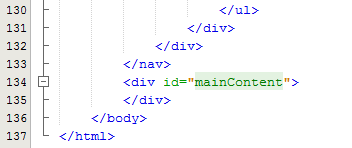 130 </ul>
131 </div>
132 </div>
133 </nav>
134 <div id="mainContent">
135 </div>
136 </body>
137 </html>